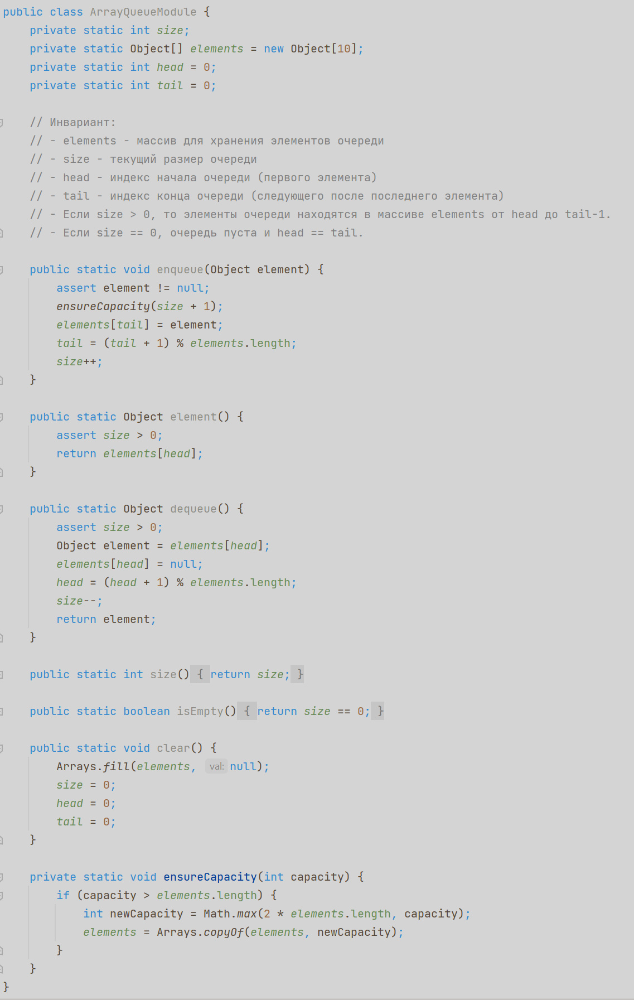 public class ArrayQueueModule {
    private static int size;
    private static Object[] elements = new Object[10];
    private static int head = 0;
    private static int tail = 0;

    // Инвариант:
    // - elements - массив для хранения элементов очереди
    // - size - текущий размер очереди
    // - head - индекс начала очереди (первого элемента)
    // - tail - индекс конца очереди (следующего после последнего элемента)
    // - Если size > 0, то элементы очереди находятся в массиве elements от head до tail-1.
    // - Если size == 0, очередь пуста и head == tail.

    public static void enqueue(Object element) {
        assert element != null;
        ensureCapacity(size + 1);
        elements[tail] = element;
        tail = (tail + 1) % elements.length;
        size++;
    }

    public static Object element() {
        assert size > 0;
        return elements[head];
    }

    public static Object dequeue() {
        assert size > 0;
        Object element = elements[head];
        elements[head] = null;
        head = (head + 1) % elements.length;
        size--;
        return element;
    }

    public static int size() { return size; }

    public static boolean isEmpty() { return size == 0; }

    public static void clear() {
        Arrays.fill(elements, val: null);
        size = 0;
        head = 0;
        tail = 0;
    }

    private static void ensureCapacity(int capacity) {
        if (capacity > elements.length) {
            int newCapacity = Math.max(2 * elements.length, capacity);
            elements = Arrays.copyOf(elements, newCapacity);
        }
    }
}